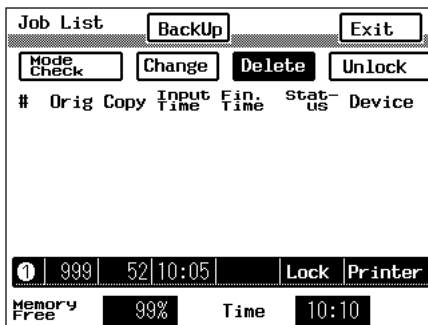 Job List BackUp Exit
Mode Check Change Delete Unlock
# Orig Copy Input Time Fin. Time Stat-us Device
1 999 52 10:05 Lock Printer
Memory Free 99% Time 10:10